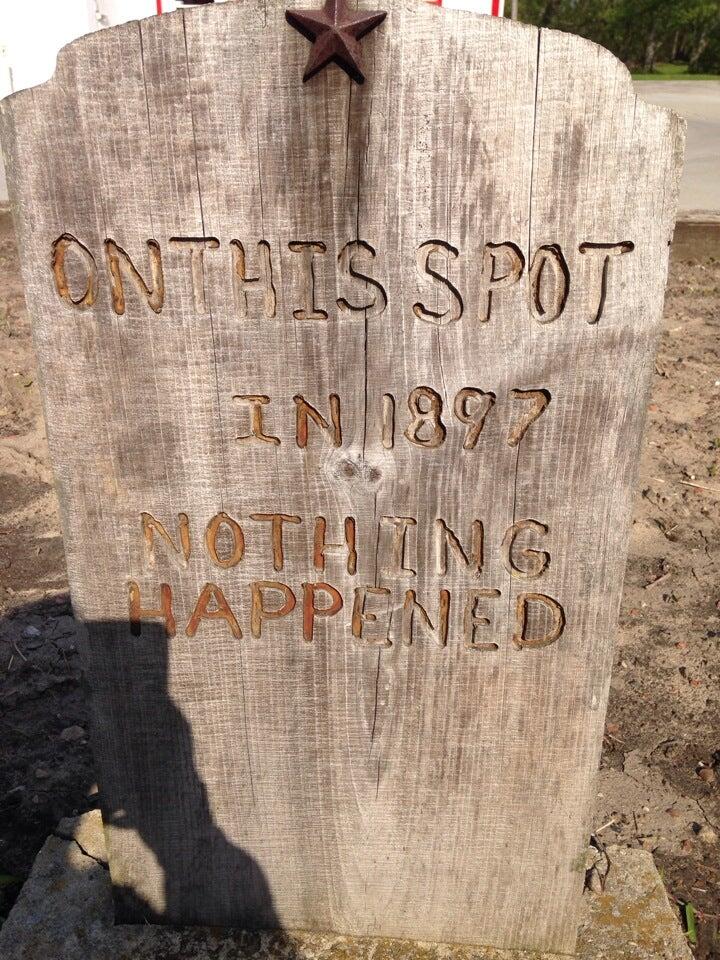 ON THIS SPOT
IN 1897
NOTHING
HAPPENED